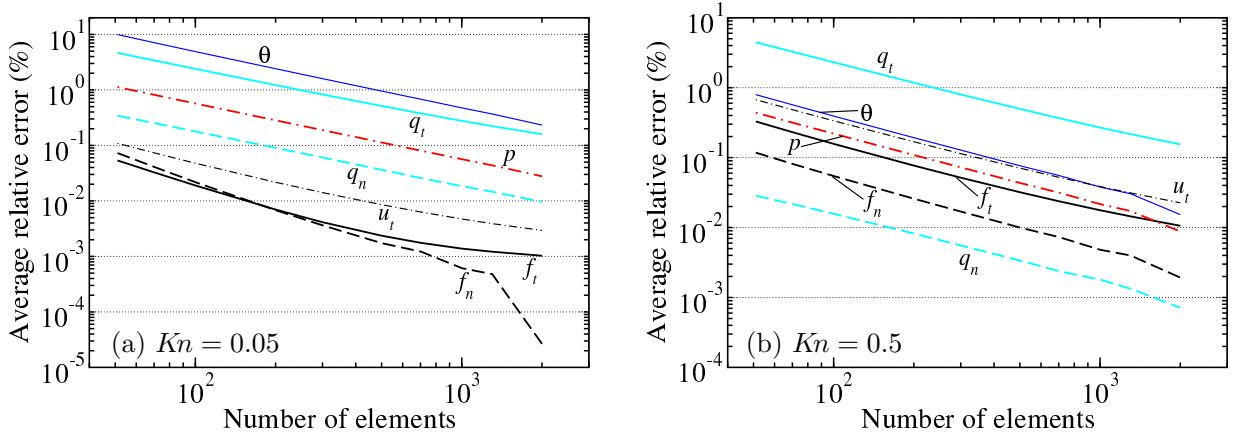 Average relative error (%)
10^1
10^0
10^-1
10^-2
10^-3
10^-4
10^-5
θ
q_t
p
q_n
u_t
f_t
f_n
(a) Kn = 0.05
10^2 10^3
Number of elements
Average relative error (%)
10^1
10^0
10^-1
10^-2
10^-3
10^-4
q_t
θ
p
u_t
f_n
f_t
q_n
(b) Kn = 0.5
10^2 10^3
Number of elements